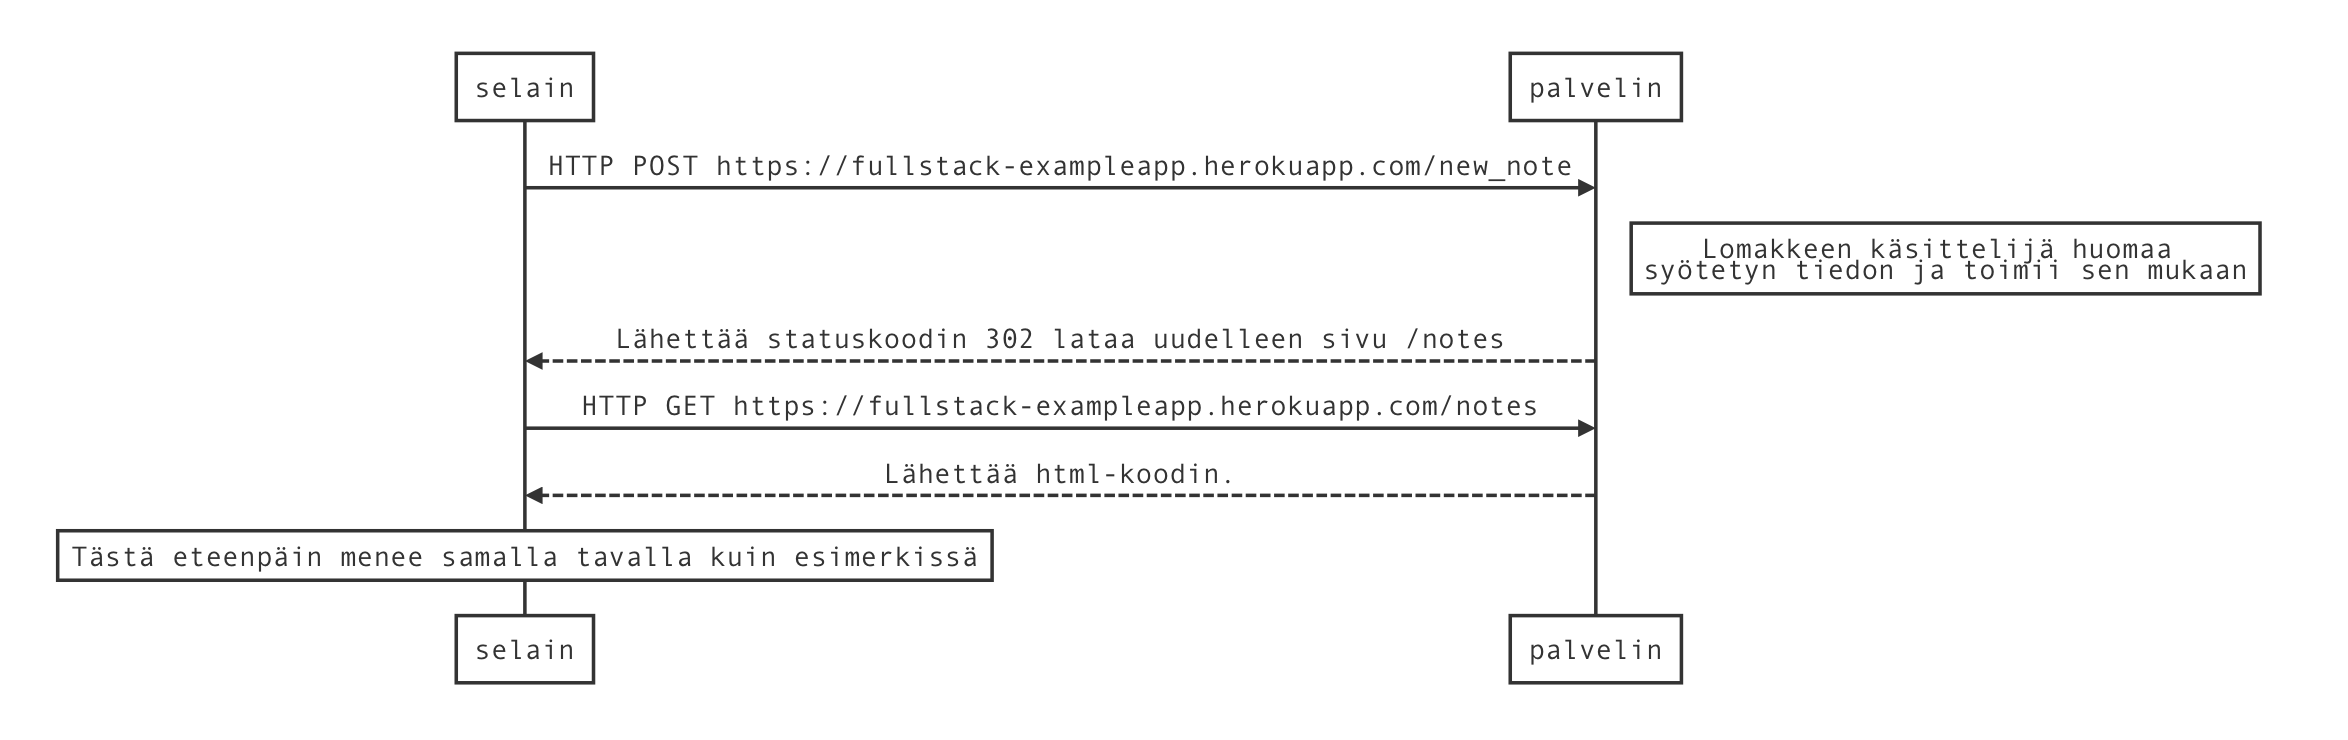 selain
palvelin
HTTP POST https://fullstack-exampleapp.herokuapp.com/new_note
Lomakkeen käsittelijä huomaa
syötetyn tiedon ja toimii sen mukaan
Lähettää statuskoodin 302 lataa uudelleen sivu /notes
HTTP GET https://fullstack-exampleapp.herokuapp.com/notes
Lähettää html-koodin.
Tästä eteenpäin menee samalla tavalla kuin esimerkissä
selain
palvelin